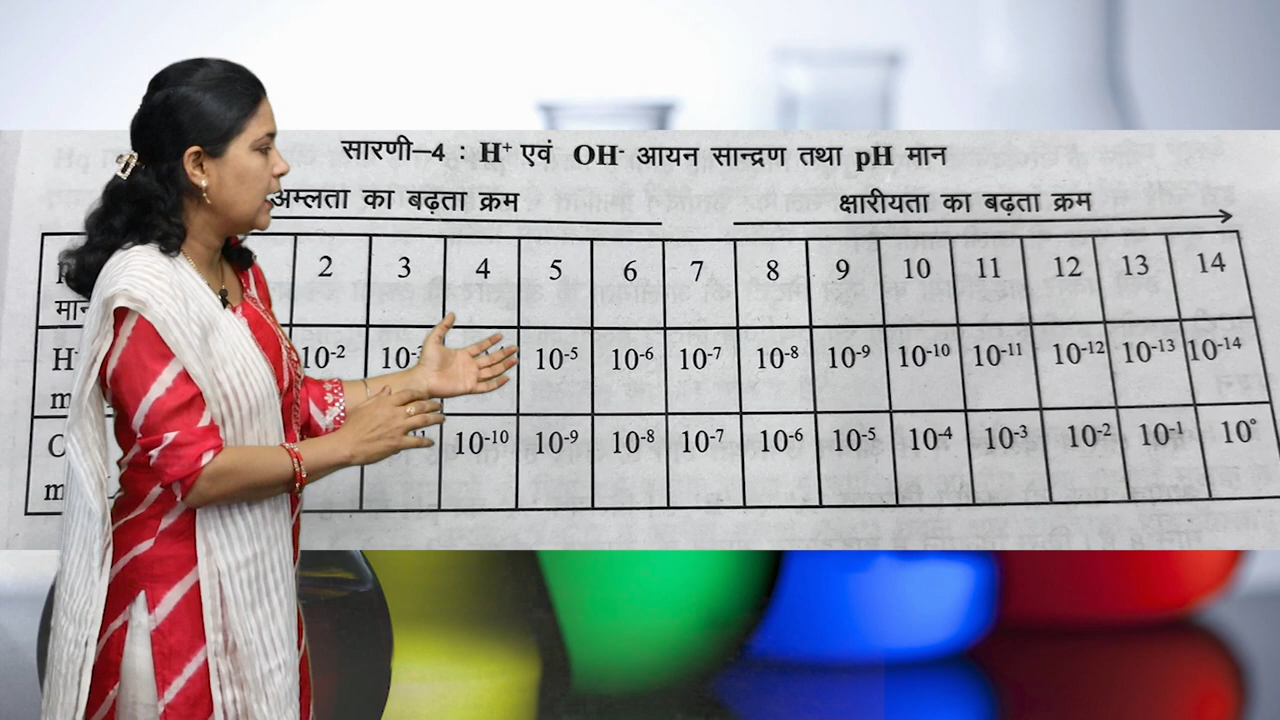 सारणी–4 : H⁺ एवं OH⁻ आयन सान्द्रण तथा pH मान
अम्लता का बढ़ता क्रम क्षारीयता का बढ़ता क्रम
2 3 4 5 6 7 8 9 10 11 12 13 14
मान
10⁻² 10⁻⁵ 10⁻⁶ 10⁻⁷ 10⁻⁸ 10⁻⁹ 10⁻¹⁰ 10⁻¹¹ 10⁻¹² 10⁻¹³ 10⁻¹⁴
10⁻¹⁰ 10⁻⁹ 10⁻⁸ 10⁻⁷ 10⁻⁶ 10⁻⁵ 10⁻⁴ 10⁻³ 10⁻² 10⁻¹ 10°